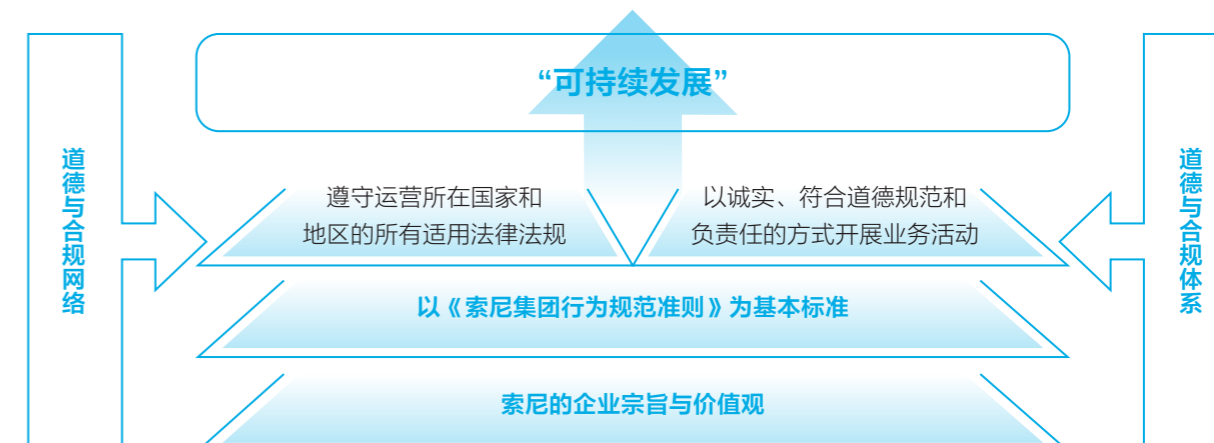 “可持续发展”
道德与合规网络
遵守运营所在国家和
地区的所有适用法律法规
以诚实、符合道德规范和
负责任的方式开展业务活动
道德与合规体系
以《索尼集团行为规范准则》为基本标准
索尼的企业宗旨与价值观